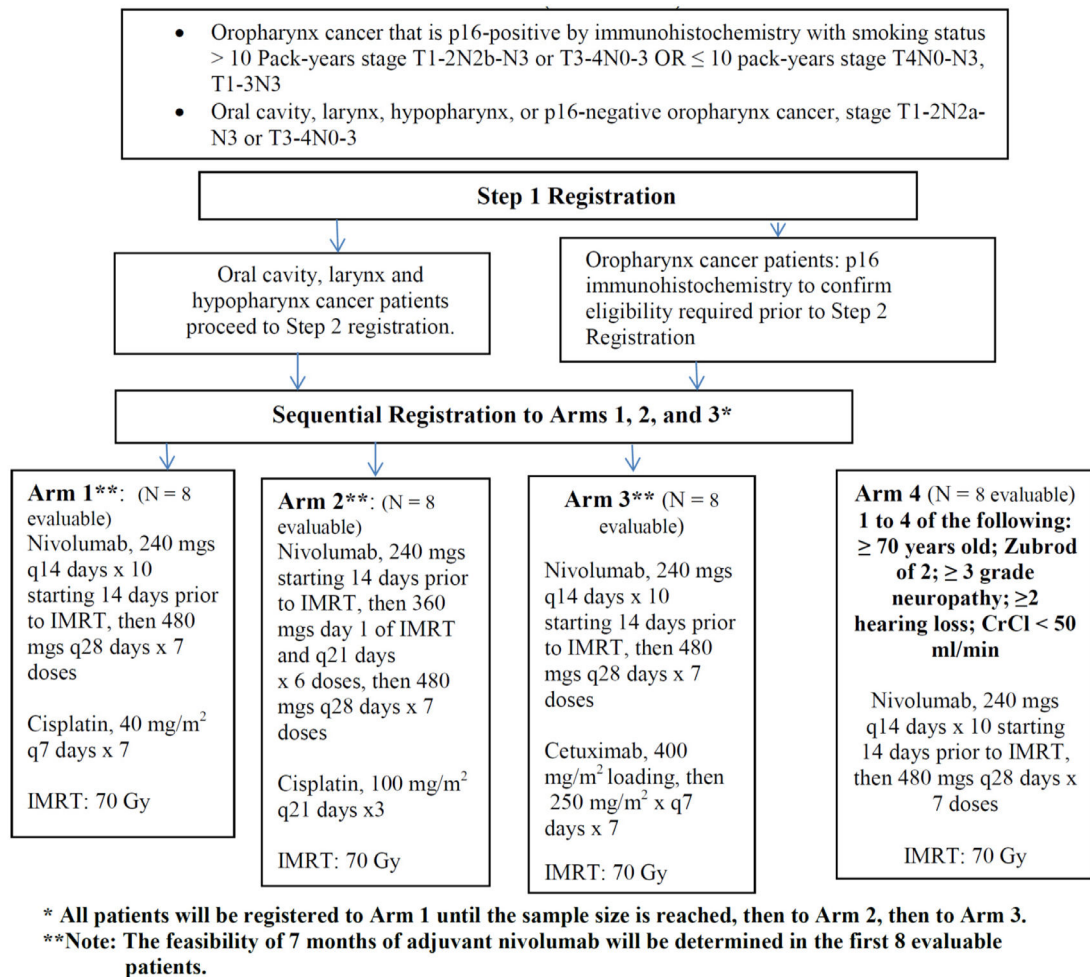 • Oropharynx cancer that is p16-positive by immunohistochemistry with smoking status
> 10 Pack-years stage T1-2N2b-N3 or T3-4N0-3 OR ≤ 10 pack-years stage T4N0-N3,
T1-3N3
• Oral cavity, larynx, hypopharynx, or p16-negative oropharynx cancer, stage T1-2N2a-
N3 or T3-4N0-3
Step 1 Registration
Oral cavity, larynx and
hypopharynx cancer patients
proceed to Step 2 registration.
Oropharynx cancer patients: p16
immunohistochemistry to confirm
eligibility required prior to Step 2
Registration
Sequential Registration to Arms 1, 2, and 3*
Arm 1**: (N = 8
evaluable)
Nivolumab, 240 mgs
q14 days x 10
starting 14 days prior
to IMRT, then 480
mgs q28 days x 7
doses
Cisplatin, 40 mg/m²
q7 days x 7
IMRT: 70 Gy
Arm 2**: (N = 8
evaluable)
Nivolumab, 240 mgs
starting 14 days prior
to IMRT, then 360
mgs day 1 of IMRT
and q21 days
x 6 doses, then 480
mgs q28 days x 7
doses
Cisplatin, 100 mg/m²
q21 days x3
IMRT: 70 Gy
Arm 3** (N = 8
evaluable)
Nivolumab, 240 mgs
q14 days x 10
starting 14 days prior
to IMRT, then 480
mgs q28 days x 7
doses
Cetuximab, 400
mg/m² loading, then
250 mg/m² x q7
days x 7
IMRT: 70 Gy
Arm 4 (N = 8 evaluable)
1 to 4 of the following:
≥ 70 years old; Zubrod
of 2; ≥ 3 grade
neuropathy; ≥2
hearing loss; CrCl < 50
ml/min
Nivolumab, 240 mgs
q14 days x 10 starting
14 days prior to IMRT,
then 480 mgs q28 days x
7 doses
IMRT: 70 Gy
* All patients will be registered to Arm 1 until the sample size is reached, then to Arm 2, then to Arm 3.
**Note: The feasibility of 7 months of adjuvant nivolumab will be determined in the first 8 evaluable
patients.